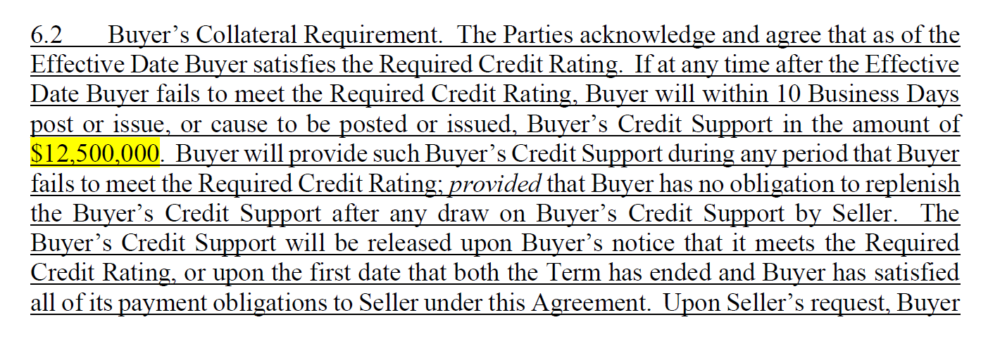 6.2 Buyer’s Collateral Requirement. The Parties acknowledge and agree that as of the
Effective Date Buyer satisfies the Required Credit Rating. If at any time after the Effective
Date Buyer fails to meet the Required Credit Rating, Buyer will within 10 Business Days
post or issue, or cause to be posted or issued, Buyer’s Credit Support in the amount of
$12,500,000. Buyer will provide such Buyer’s Credit Support during any period that Buyer
fails to meet the Required Credit Rating; provided that Buyer has no obligation to replenish
the Buyer’s Credit Support after any draw on Buyer’s Credit Support by Seller. The
Buyer’s Credit Support will be released upon Buyer’s notice that it meets the Required
Credit Rating, or upon the first date that both the Term has ended and Buyer has satisfied
all of its payment obligations to Seller under this Agreement. Upon Seller’s request, Buyer